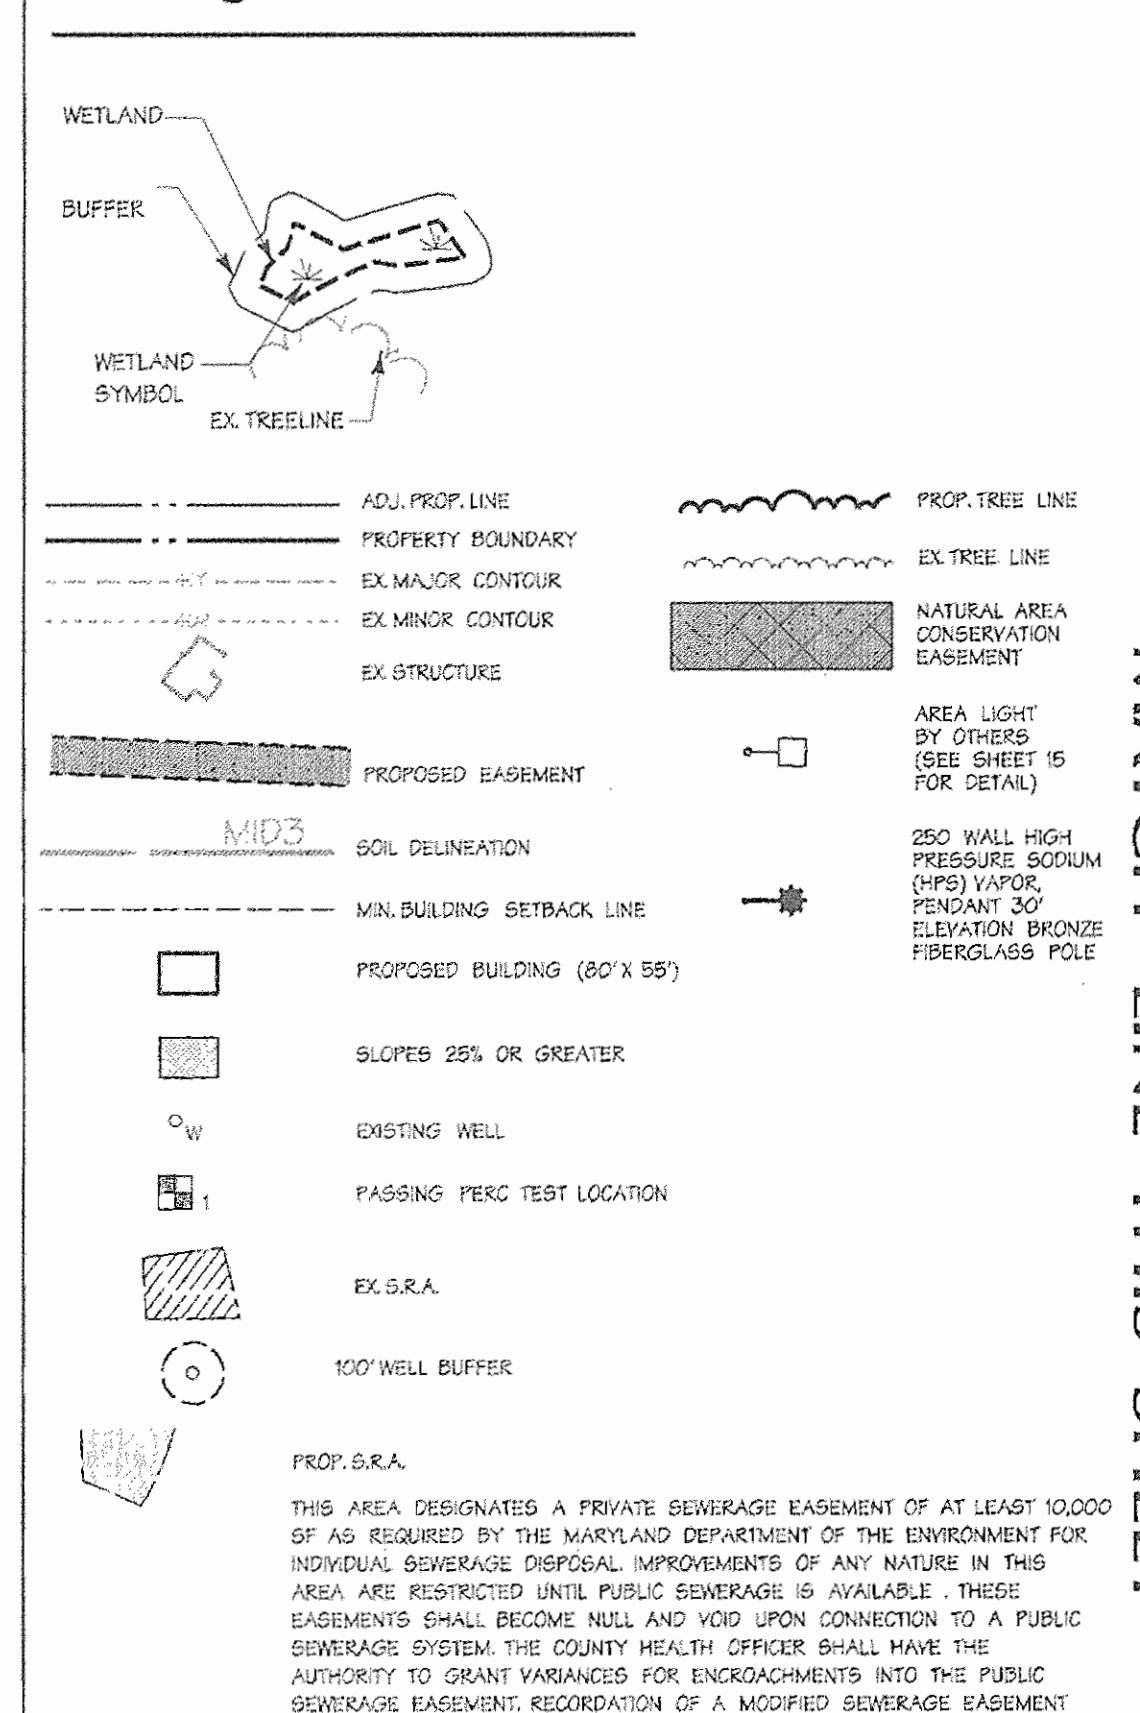 WETLAND
BUFFER
WETLAND
SYMBOL
EX. TREELINE
ADJ. PROP. LINE
PROPERTY BOUNDARY
EX. MAJOR CONTOUR
EX. MINOR CONTOUR
EX. STRUCTURE
PROPOSED EASEMENT
MID3
SOIL DELINEATION
MIN. BUILDING SETBACK LINE
PROPOSED BUILDING (80' X 55')
SLOPES 25% OR GREATER
W
EXISTING WELL
1
PASSING PERC TEST LOCATION
EX. S.R.A.
100' WELL BUFFER
PROP. TREE LINE
EX. TREE LINE
NATURAL AREA
CONSERVATION
EASEMENT
AREA LIGHT
BY OTHERS
(SEE SHEET 15
FOR DETAIL)
250 WALL HIGH
PRESSURE SODIUM
(HPS) VAPOR,
PENDANT 30'
ELEVATION BRONZE
FIBERGLASS POLE
PROP. S.R.A.
THIS AREA DESIGNATES A PRIVATE SEWERAGE EASEMENT OF AT LEAST 10,000
SF AS REQUIRED BY THE MARYLAND DEPARTMENT OF THE ENVIRONMENT FOR
INDIVIDUAL SEWERAGE DISPOSAL. IMPROVEMENTS OF ANY NATURE IN THIS
AREA ARE RESTRICTED UNTIL PUBLIC SEWERAGE IS AVAILABLE . THESE
EASEMENTS SHALL BECOME NULL AND VOID UPON CONNECTION TO A PUBLIC
SEWERAGE SYSTEM. THE COUNTY HEALTH OFFICER SHALL HAVE THE
AUTHORITY TO GRANT VARIANCES FOR ENCROACHMENTS INTO THE PUBLIC
SEWERAGE EASEMENT. RECORDATION OF A MODIFIED SEWERAGE EASEMENT